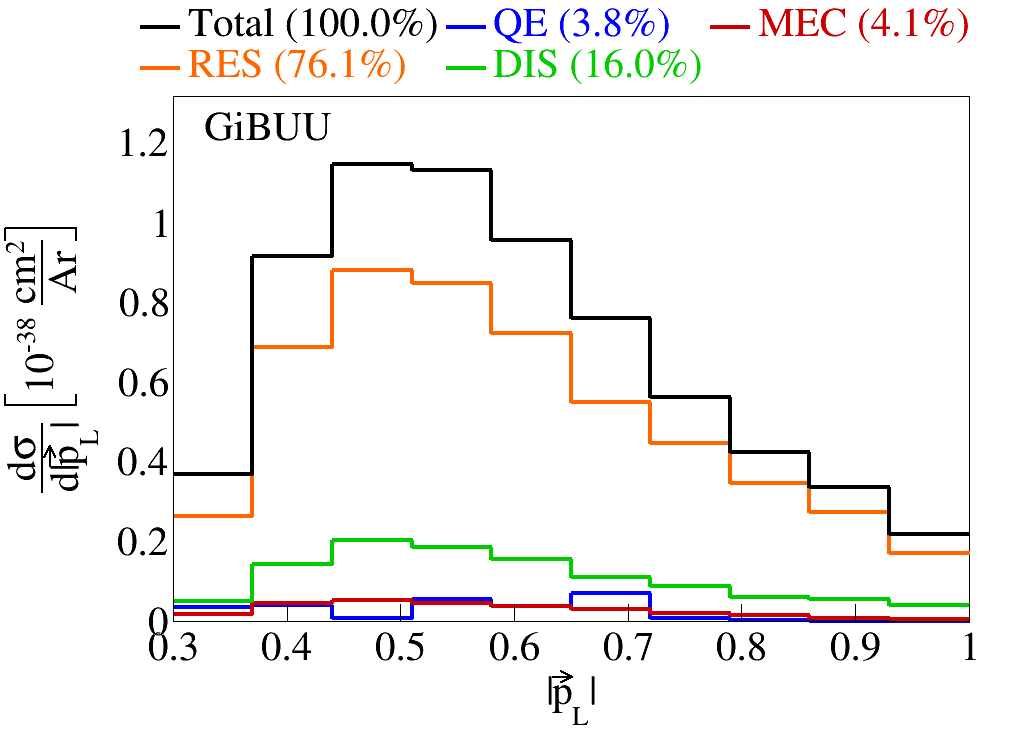 Total (100.0%) QE (3.8%) MEC (4.1%)
RES (76.1%) DIS (16.0%)
GiBUU
1.2
1
0.8
0.6
0.4
0.2
0
0.3 0.4 0.5 0.6 0.7 0.8 0.9 1
|p⃗_L|
dσ/d|p⃗_L| [10^-38 cm^2/Ar]